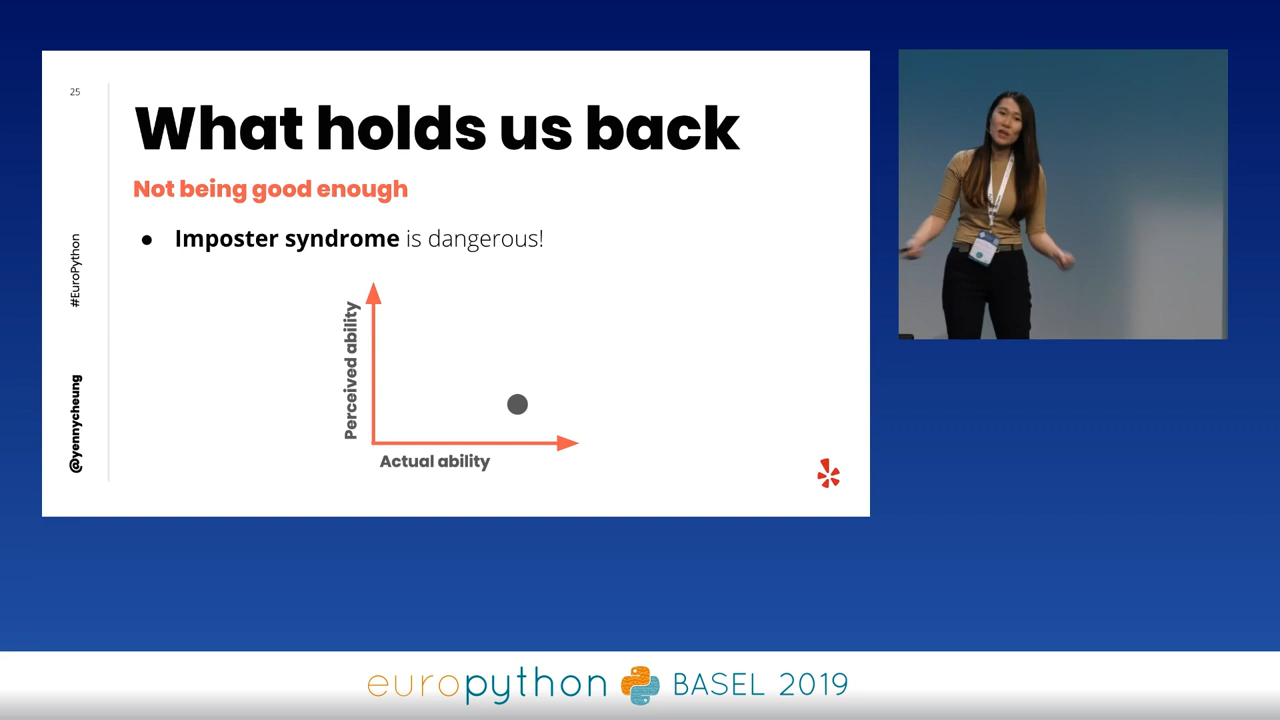 25
What holds us back
Not being good enough
● Imposter syndrome is dangerous!
Perceived ability
Actual ability
#EuroPython
@yennycheung
europython BASEL 2019